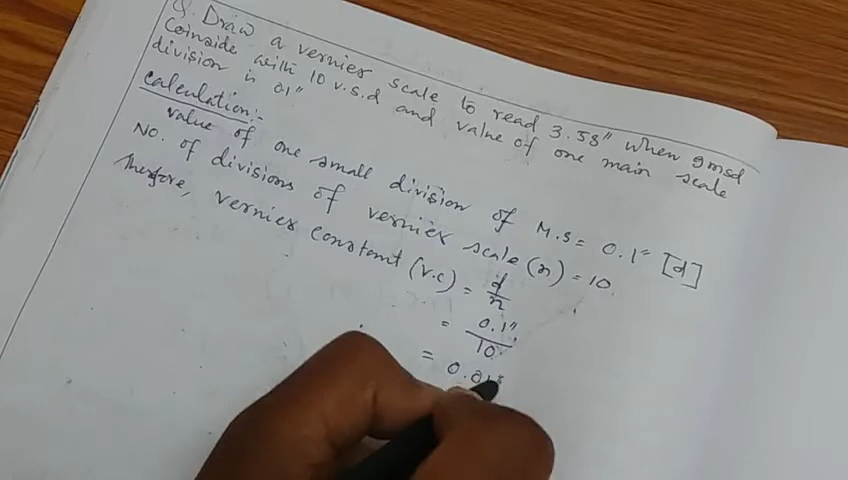 Q. Draw a vernier scale to read 3.58" when 9 msd
Coinside with 10 v.s.d and value of one main scale
division is 0.1"
Calculation:-
value of one small division of M.S = 0.1" [d]
NO. of divisions of vernier scale (n) = 10.
Therefore, vernier constant (v.c) = d/n
= 0.1"/10
= 0.01"